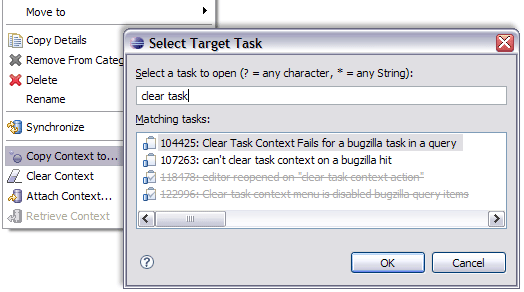 Move to
Copy Details
Remove From Categ
Delete
Rename
Synchronize
Copy Context to...
Clear Context
Attach Context...
Retrieve Context
Select Target Task
Select a task to open (? = any character, * = any String):
clear task
Matching tasks:
104425: Clear Task Context Fails for a bugzilla task in a query
107263: can't clear task context on a bugzilla hit
118478: editor reopened on "clear task context action"
122996: Clear task context menu is disabled bugzilla query items
OK
Cancel